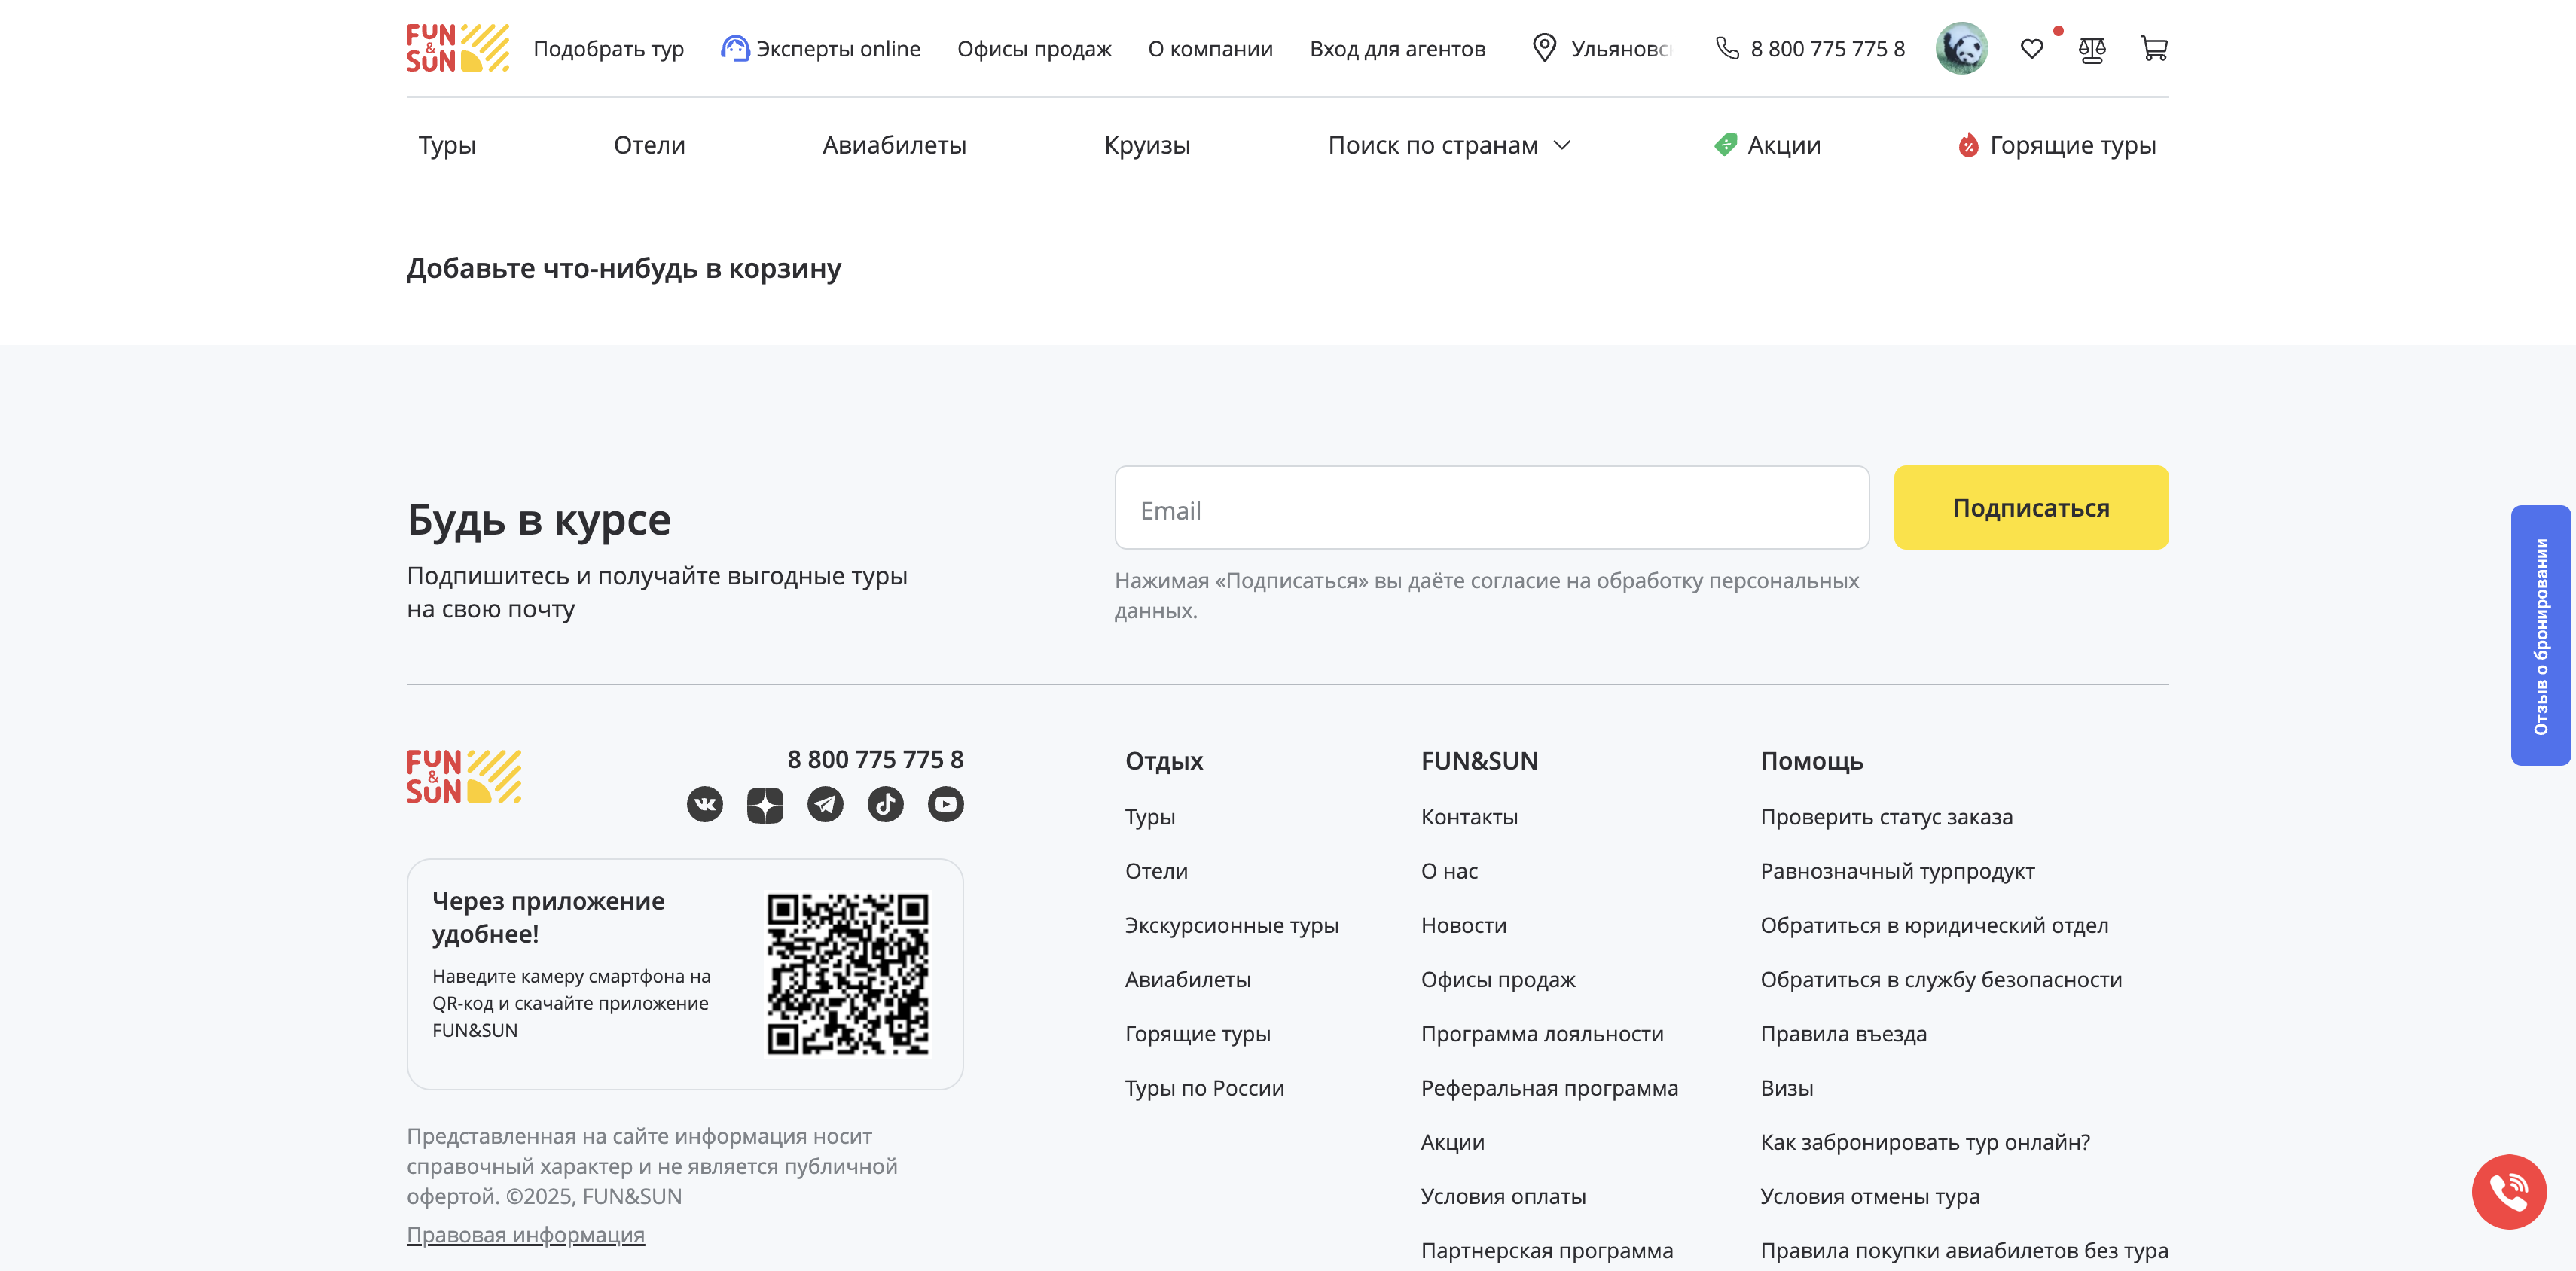 FUN
&
SUN
Подобрать тур
Эксперты online
Офисы продаж
О компании
Вход для агентов
Ульяновс
8 800 775 775 8
Туры
Отели
Авиабилеты
Круизы
Поиск по странам
Акции
Горящие туры
Добавьте что-нибудь в корзину
Будь в курсе
Подпишитесь и получайте выгодные туры
на свою почту
Email
Подписаться
Нажимая «Подписаться» вы даёте согласие на обработку персональных
данных.
Отзыв о бронировании
FUN
&
SUN
8 800 775 775 8
Через приложение
удобнее!
Наведите камеру смартфона на
QR-код и скачайте приложение
FUN&SUN
Представленная на сайте информация носит
справочный характер и не является публичной
офертой. ©2025, FUN&SUN
Правовая информация
Отдых
Туры
Отели
Экскурсионные туры
Авиабилеты
Горящие туры
Туры по России
FUN&SUN
Контакты
О нас
Новости
Офисы продаж
Программа лояльности
Реферальная программа
Акции
Условия оплаты
Партнерская программа
Помощь
Проверить статус заказа
Равнозначный турпродукт
Обратиться в юридический отдел
Обратиться в службу безопасности
Правила въезда
Визы
Как забронировать тур онлайн?
Условия отмены тура
Правила покупки авиабилетов без тура